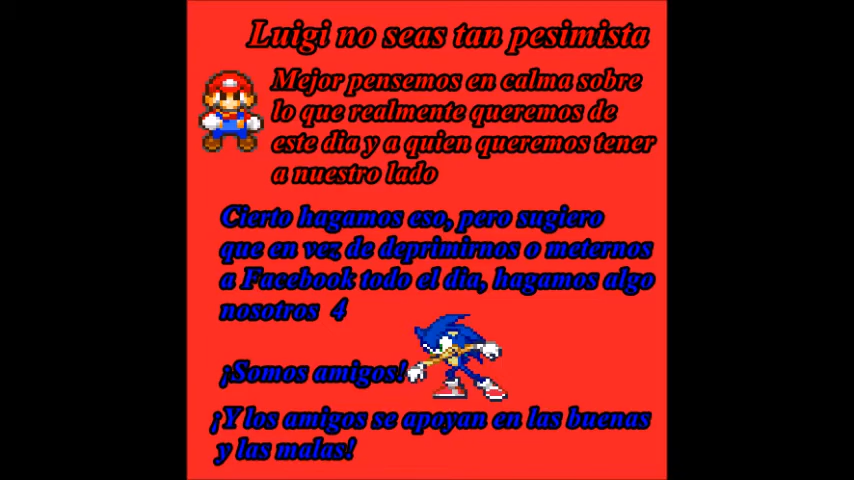 Luigi no seas tan pesimista
Mejor pensemos en calma sobre
lo que realmente queremos de
este dia y a quien queremos tener
a nuestro lado
Cierto hagamos eso, pero sugiero
que en vez de deprimirnos o meternos
a Facebook todo el dia, hagamos algo
nosotros 4
¡Somos amigos!
¡Y los amigos se apoyan en las buenas
y las malas!